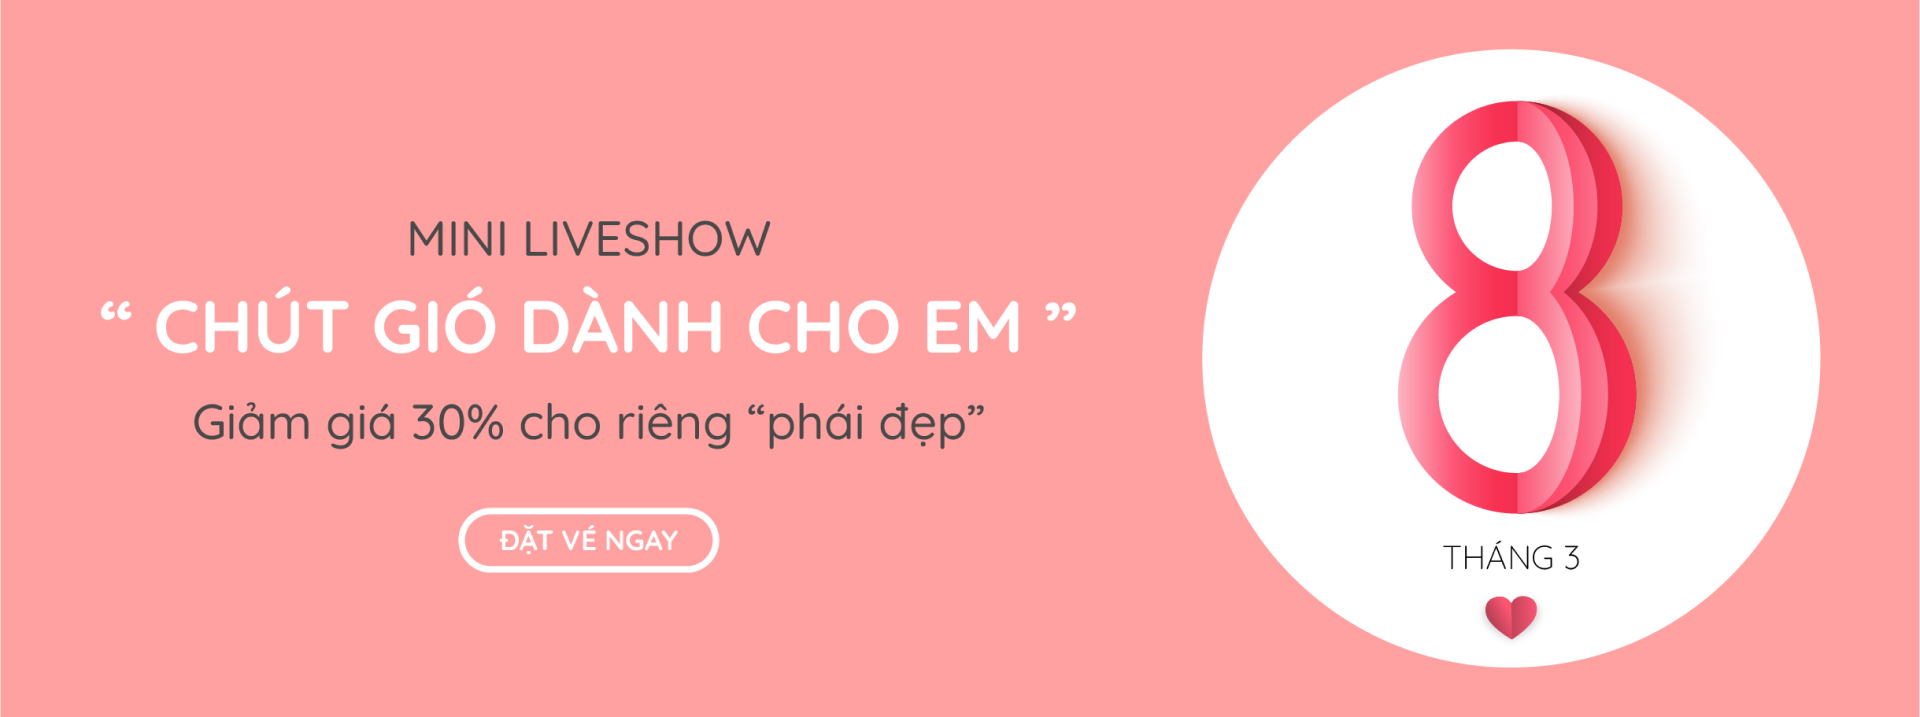 MINI LIVESHOW
“ CHÚT GIÓ DÀNH CHO EM ”
Giảm giá 30% cho riêng “phái đẹp”
ĐẶT VÉ NGAY
8
THÁNG 3